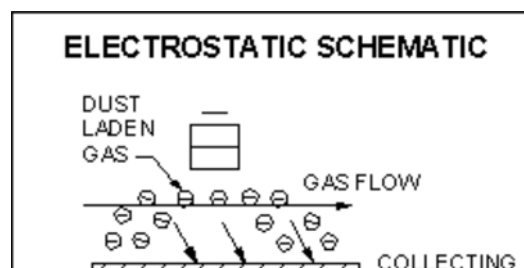 ELECTROSTATIC SCHEMATIC
DUST
LADEN
GAS
GAS FLOW
COLLECTING